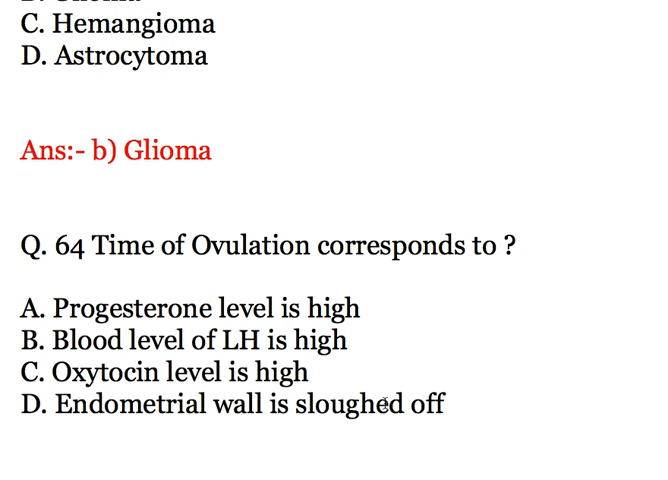 C. Hemangioma
D. Astrocytoma
Ans:- b) Glioma
Q. 64 Time of Ovulation corresponds to ?
A. Progesterone level is high
B. Blood level of LH is high
C. Oxytocin level is high
D. Endometrial wall is sloughed off